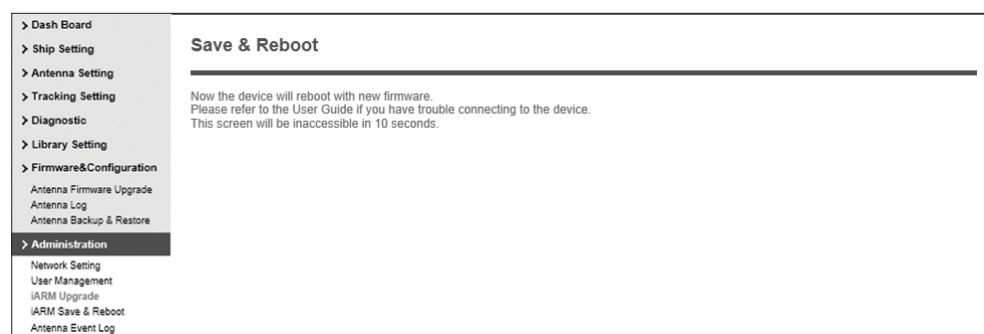 > Dash Board
> Ship Setting
> Antenna Setting
> Tracking Setting
> Diagnostic
> Library Setting
> Firmware&Configuration
Antenna Firmware Upgrade
Antenna Log
Antenna Backup & Restore
> Administration
Network Setting
User Management
iARM Upgrade
iARM Save & Reboot
Antenna Event Log
Save & Reboot
Now the device will reboot with new firmware.
Please refer to the User Guide if you have trouble connecting to the device.
This screen will be inaccessible in 10 seconds.